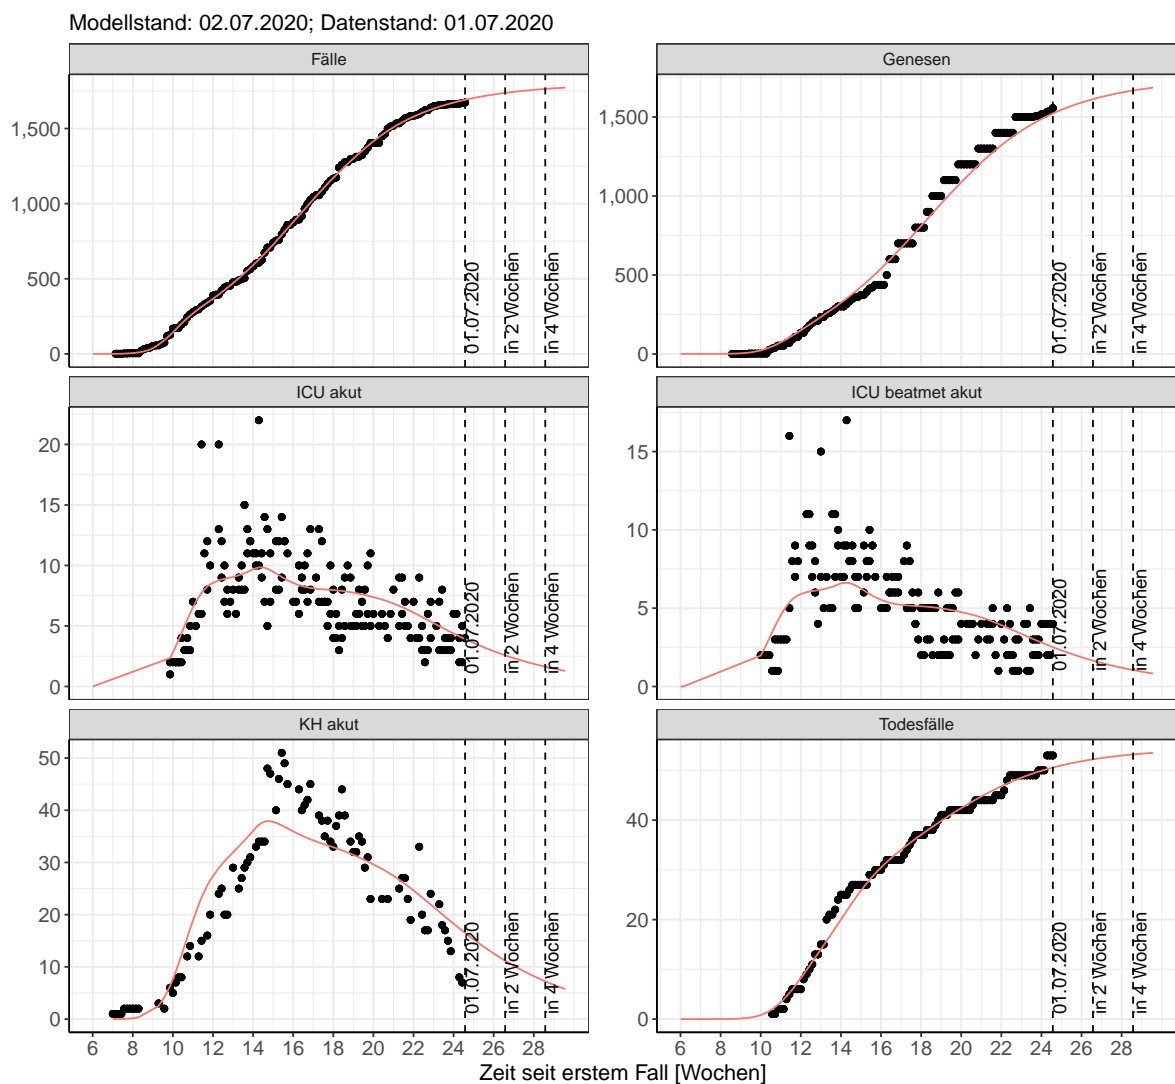 Modellstand: 02.07.2020; Datenstand: 01.07.2020
Fälle
Genesen
1,500
1,000
500
0
01.07.2020
in 2 Wochen
in 4 Wochen
1,500
1,000
500
0
01.07.2020
in 2 Wochen
in 4 Wochen
ICU akut
ICU beatmet akut
20
15
10
5
0
01.07.2020
in 2 Wochen
in 4 Wochen
15
10
5
0
01.07.2020
in 2 Wochen
in 4 Wochen
KH akut
Todesfälle
50
40
30
20
10
0
01.07.2020
in 2 Wochen
in 4 Wochen
40
20
0
01.07.2020
in 2 Wochen
in 4 Wochen
6 8 10 12 14 16 18 20 22 24 26 28
6 8 10 12 14 16 18 20 22 24 26 28
Zeit seit erstem Fall [Wochen]